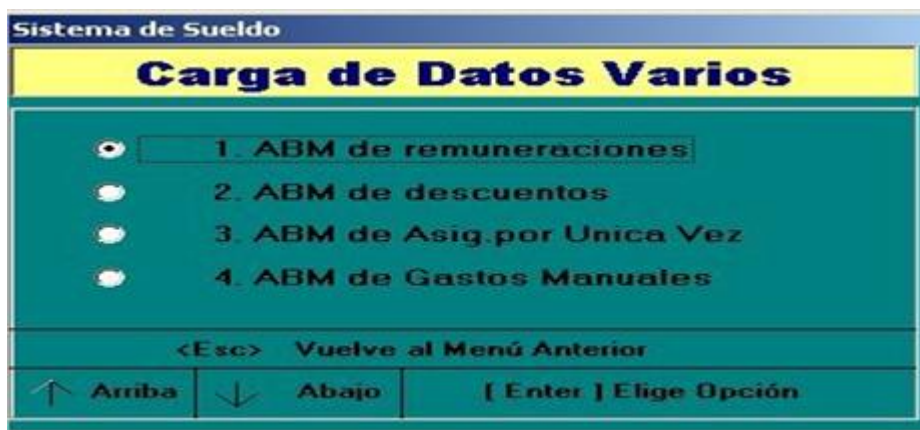 Sistema de Sueldo
Carga de Datos Varios
1. ABM de remuneraciones
2. ABM de descuentos
3. ABM de Asig.por Unica Vez
4. ABM de Gastos Manuales
<Esc> Vuelve al Menú Anterior
Arriba Abajo [ Enter ] Elige Opción